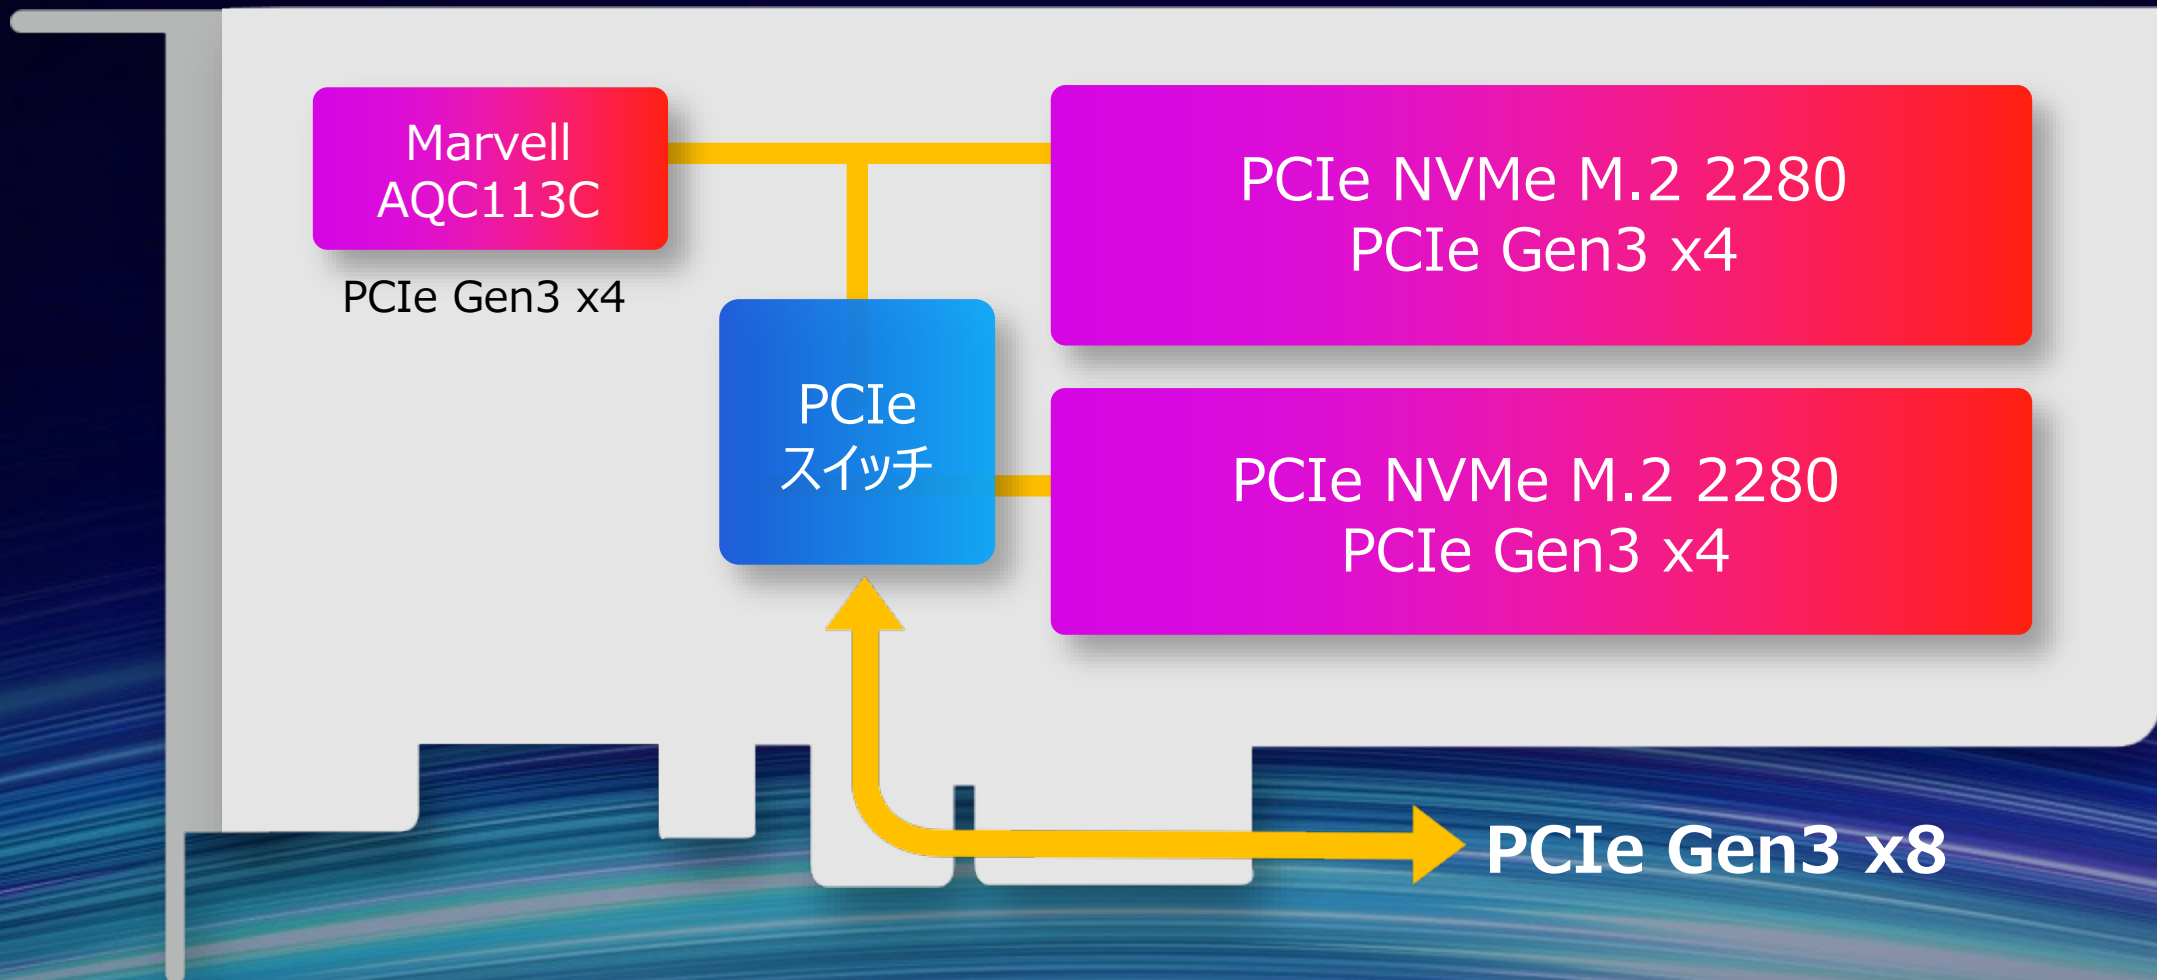 Marvell
AQC113C
PCIe Gen3 x4
PCIe NVMe M.2 2280
PCIe Gen3 x4
PCIe
スイッチ
PCIe NVMe M.2 2280
PCIe Gen3 x4
PCIe Gen3 x8